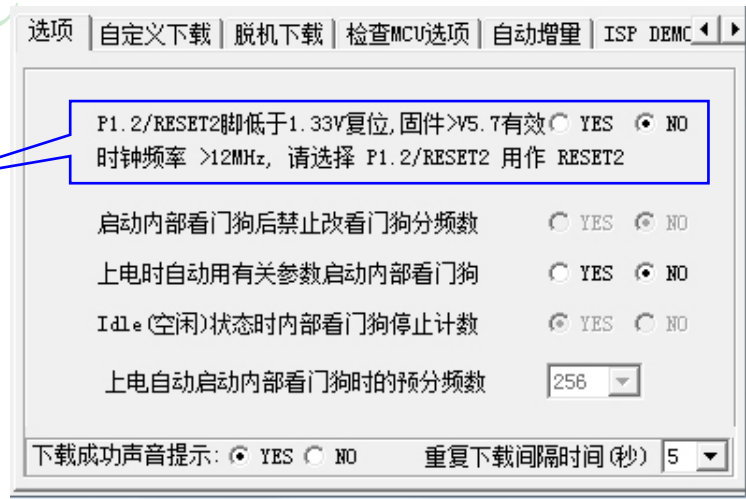 选项 自定义下载 脱机下载 检查MCU选项 自动增量 ISP DEMO
P1.2/RESET2脚低于1.33V复位,固件>V5.7有效 YES NO
时钟频率 >12MHz, 请选择 P1.2/RESET2 用作 RESET2
启动内部看门狗后禁止改看门狗分频数 YES NO
上电时自动用有关参数启动内部看门狗 YES NO
Idle(空闲)状态时内部看门狗停止计数 YES NO
上电自动启动内部看门狗时的预分频数 256
下载成功声音提示: YES NO 重复下载间隔时间(秒) 5